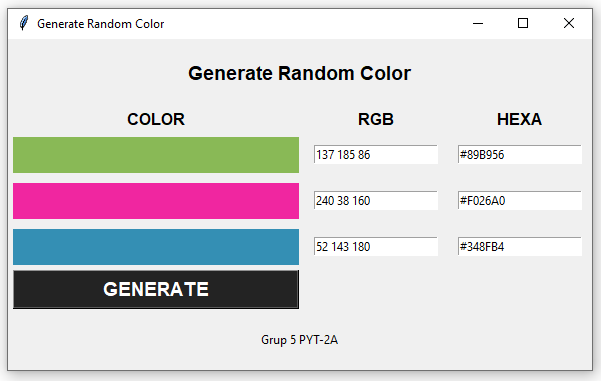 Generate Random Color
Generate Random Color
COLOR RGB HEXA
137 185 86 #89B956
240 38 160 #F026A0
52 143 180 #348FB4
GENERATE
Grup 5 PYT-2A